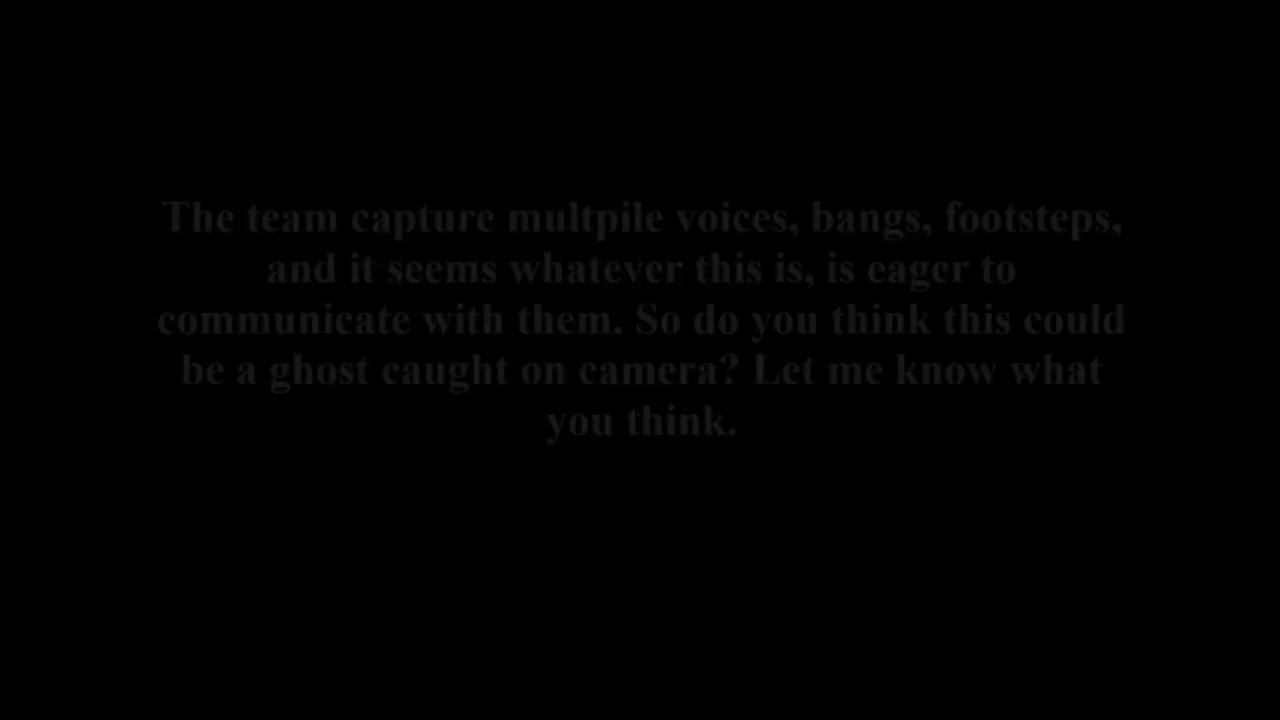 The team capture multpile voices, bangs, footsteps,
and it seems whatever this is, is eager to
communicate with them. So do you think this could
be a ghost caught on camera? Let me know what
you think.